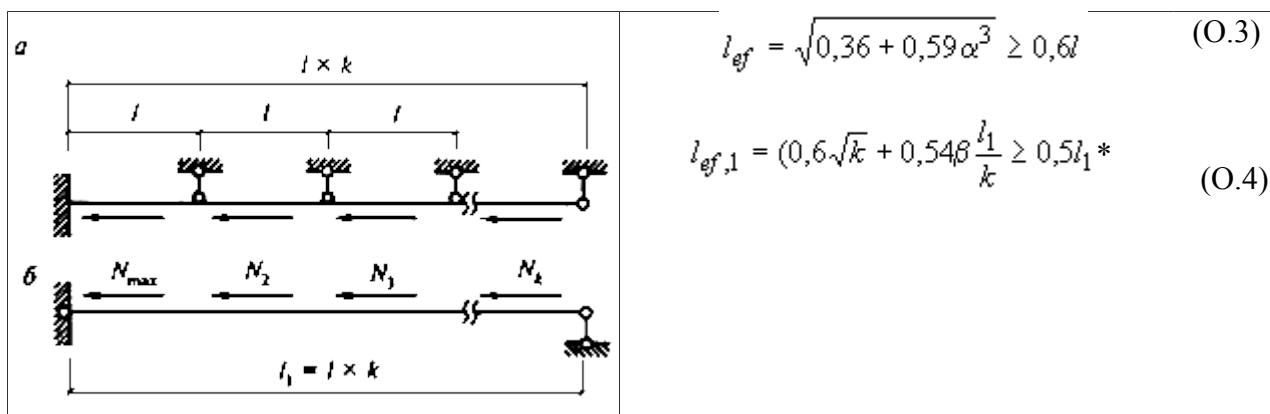 а
l × k
l l l
б
N_max N_2 N_3 N_k
l_1 = l × k
l_ef = √(0,36 + 0,59α^3) ≥ 0,6l (О.3)
l_ef,1 = (0,6√k + 0,54β l_1/k ≥ 0,5l_1* (О.4)